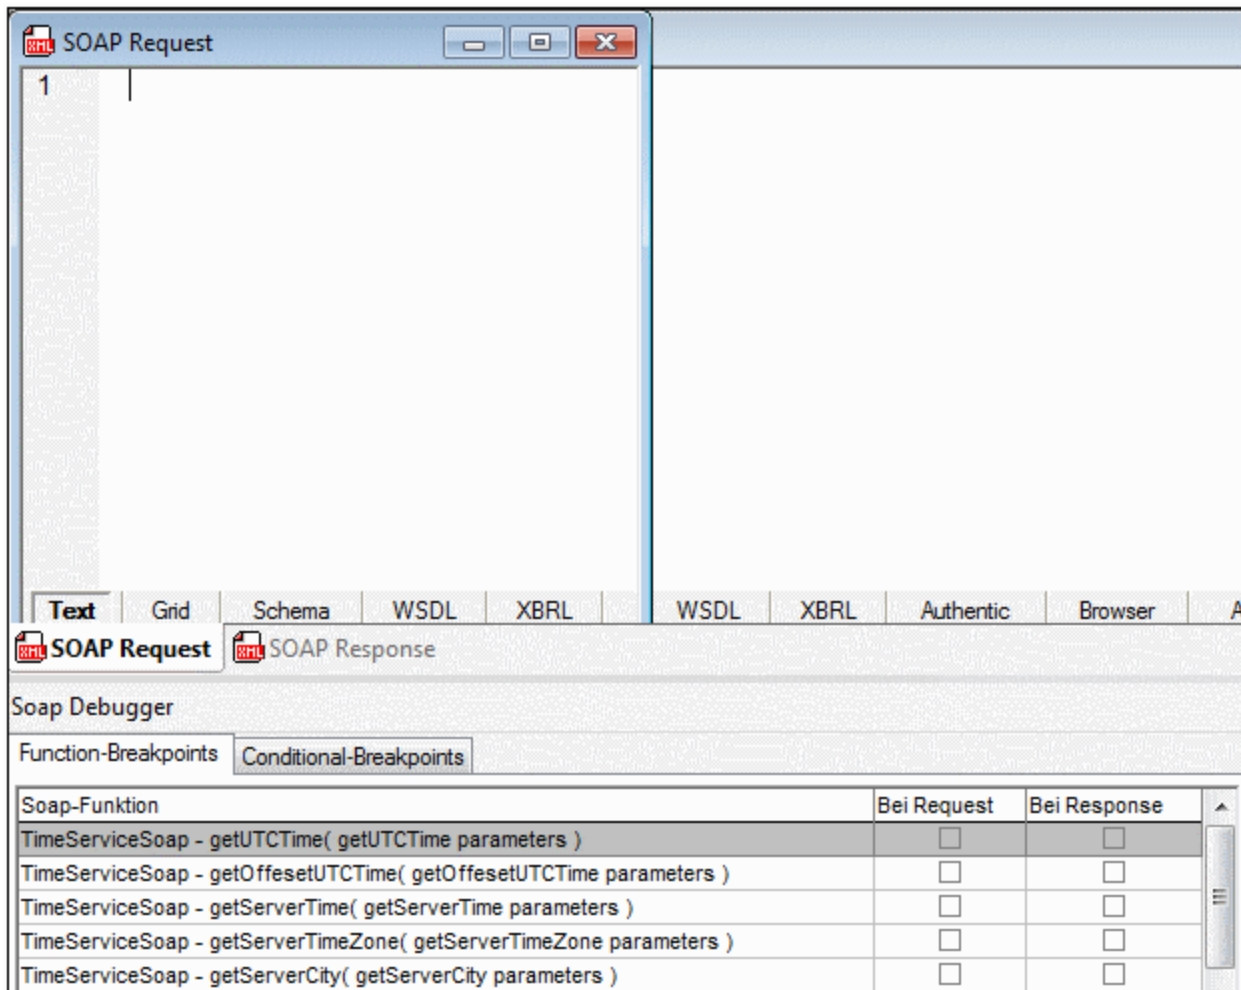 SOAP Request
1
Text Grid Schema WSDL XBRL WSDL XBRL Authentic Browser A
SOAP Request SOAP Response
Soap Debugger
Function-Breakpoints Conditional-Breakpoints
Soap-Funktion Bei Request Bei Response
TimeServiceSoap - getUTCTime( getUTCTime parameters )
TimeServiceSoap - getOffesetUTCTime( getOffesetUTCTime parameters )
TimeServiceSoap - getServerTime( getServerTime parameters )
TimeServiceSoap - getServerTimeZone( getServerTimeZone parameters )
TimeServiceSoap - getServerCity( getServerCity parameters )